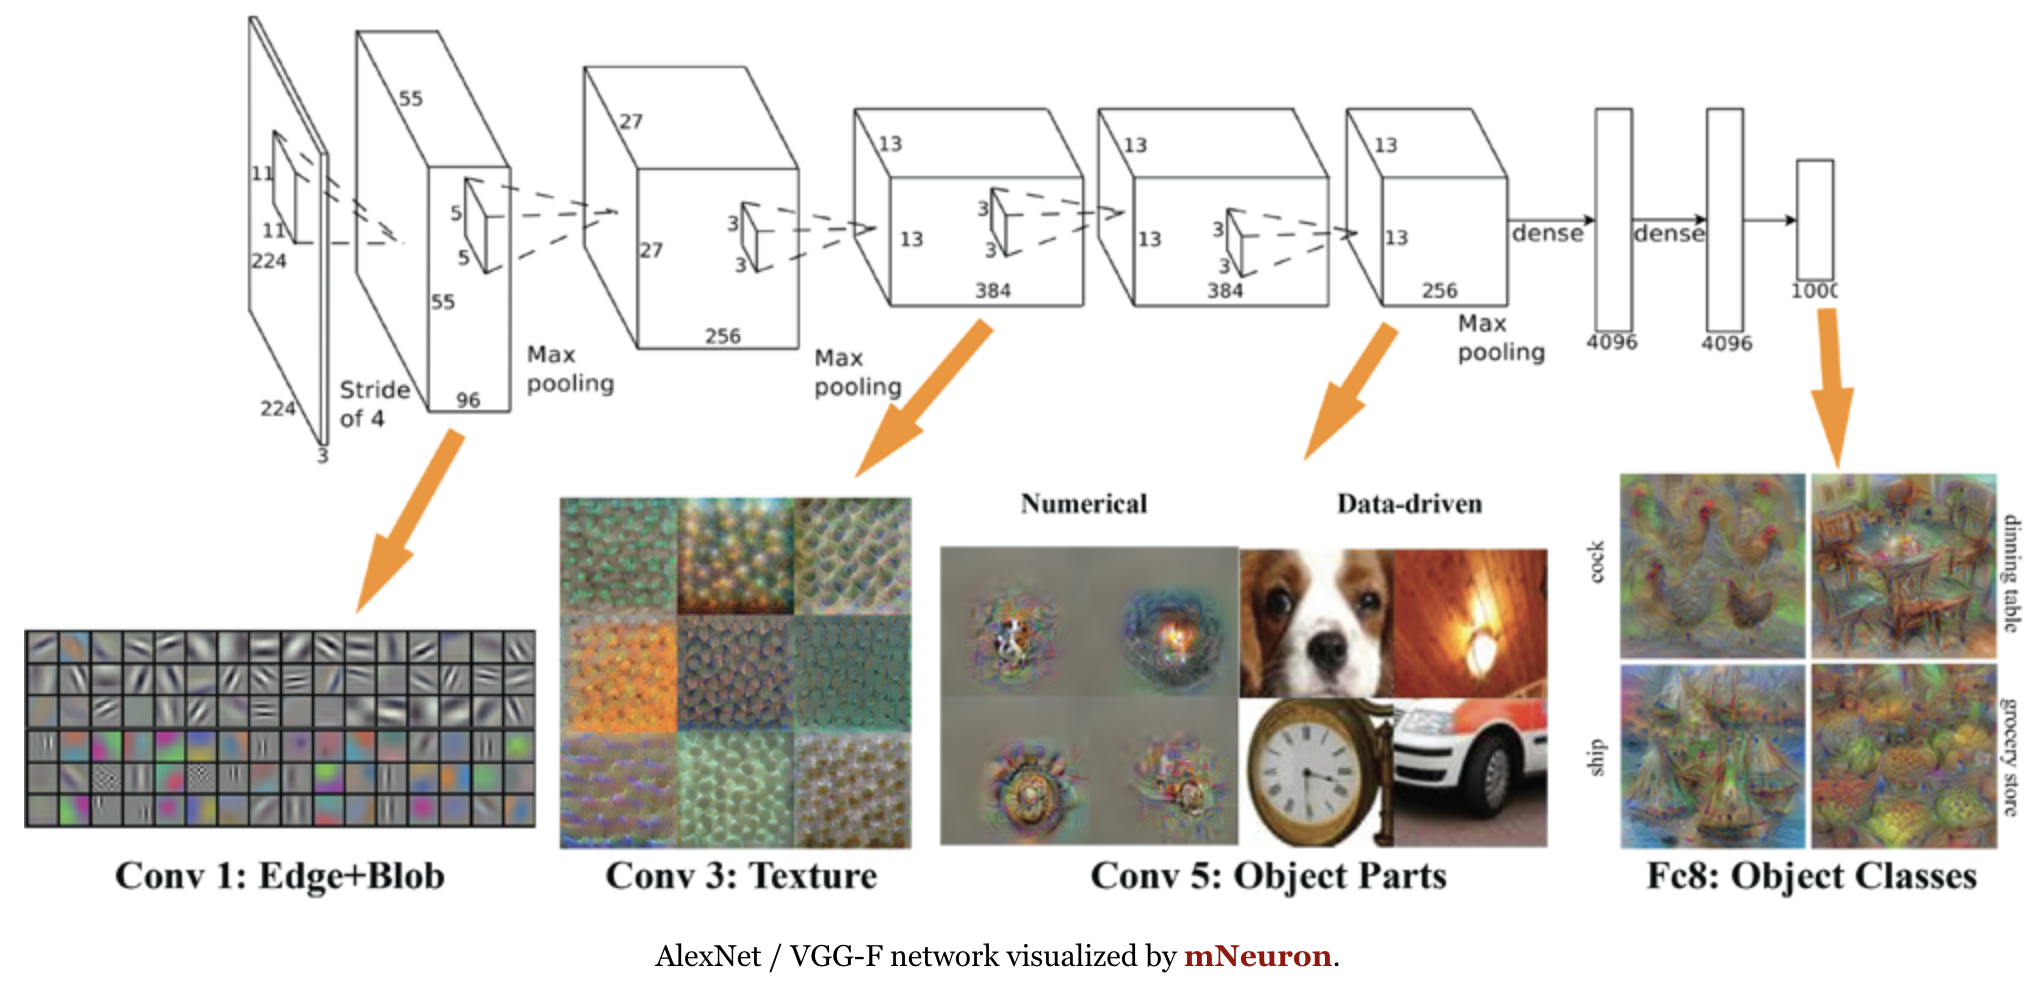 55
27
13
13
13
11
11
224
5
5
55
3
3
27
3
3
13
3
3
13
13
dense
dense
224
3
Stride
of 4
96
Max
pooling
256
Max
pooling
384
384
256
Max
pooling
4096
4096
1000
Numerical
Data-driven
cock
dinning table
ship
grocery store
Conv 1: Edge+Blob
Conv 3: Texture
Conv 5: Object Parts
Fc8: Object Classes
AlexNet / VGG-F network visualized by mNeuron.